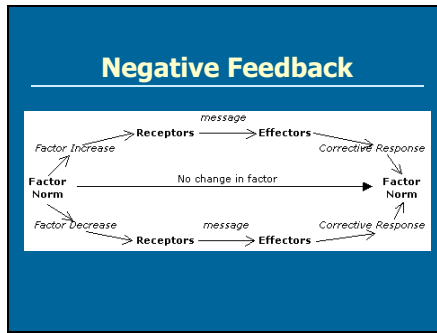 Negative Feedback
message
Receptors Effectors
Factor Increase Corrective Response
No change in factor
Factor Factor
Norm Norm
Factor Decrease message Corrective Response
Receptors Effectors